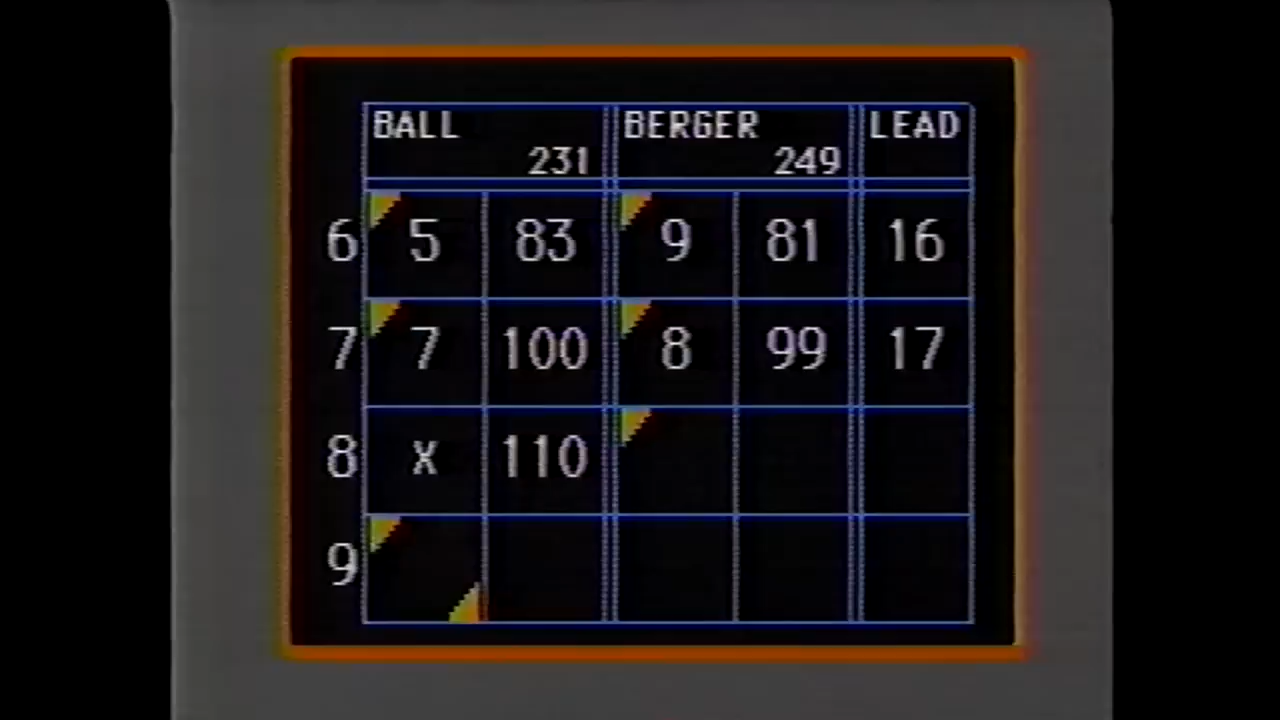 BALL BERGER LEAD
231 249
6 5 83 9 81 16
7 7 100 8 99 17
8 x 110
9